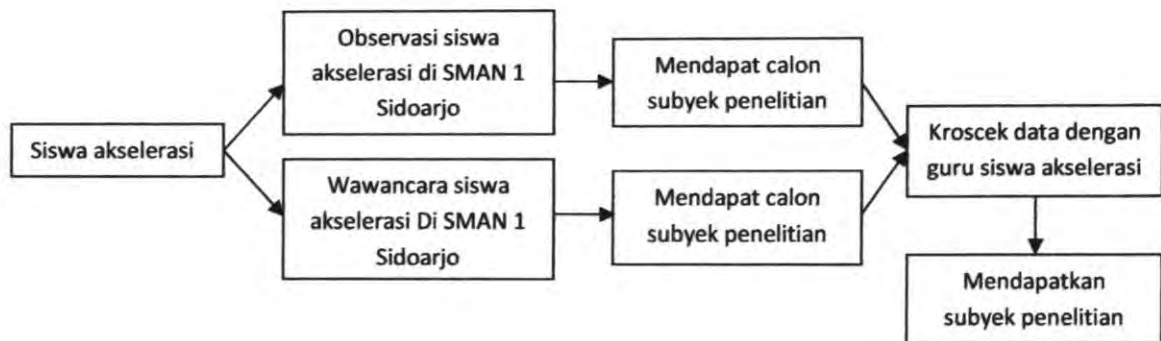 Siswa akselerasi
Observasi siswa
akselerasi di SMAN 1
Sidoarjo
Mendapat calon
subyek penelitian
Wawancara siswa
akselerasi Di SMAN 1
Sidoarjo
Mendapat calon
subyek penelitian
Kroscek data dengan
guru siswa akselerasi
Mendapatkan
subyek penelitian